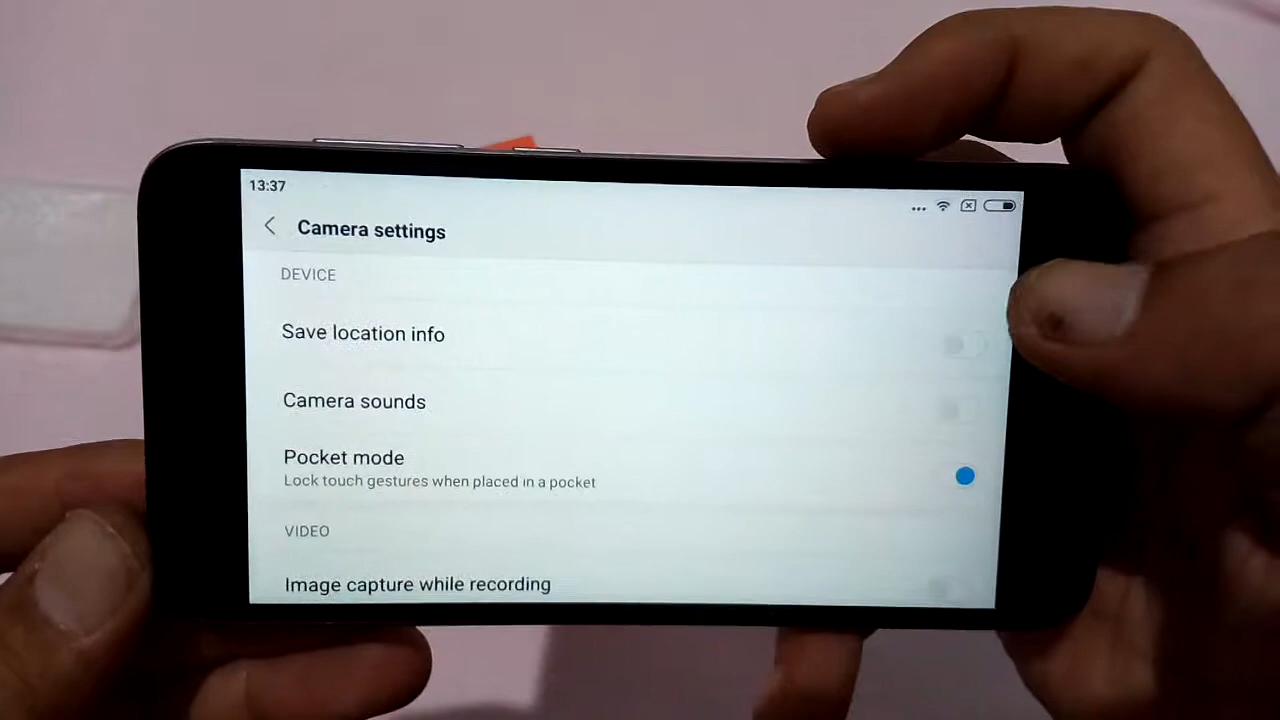 13:37
Camera settings
DEVICE
Save location info
Camera sounds
Pocket mode
Lock touch gestures when placed in a pocket
VIDEO
Image capture while recording